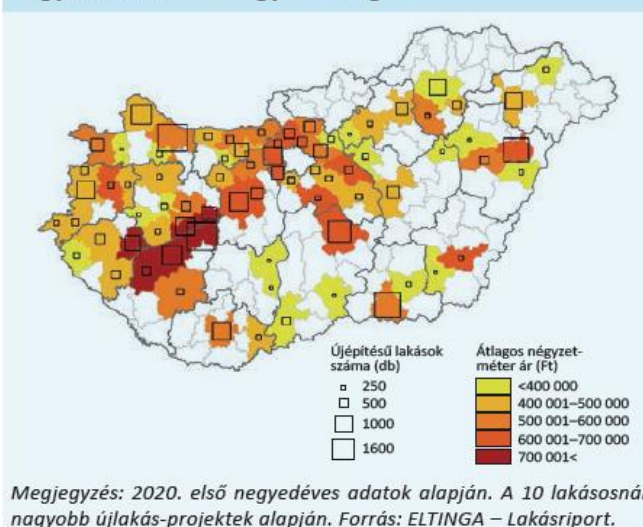 Újépítésű lakások
száma (db)
250
500
1000
1600
Átlagos négyzet-
méter ár (Ft)
<400 000
400 001–500 000
500 001–600 000
600 001–700 000
700 001<
Megjegyzés: 2020. első negyedéves adatok alapján. A 10 lakásosnál
nagyobb újlakás-projektek alapján. Forrás: ELTINGA – Lakásriport.